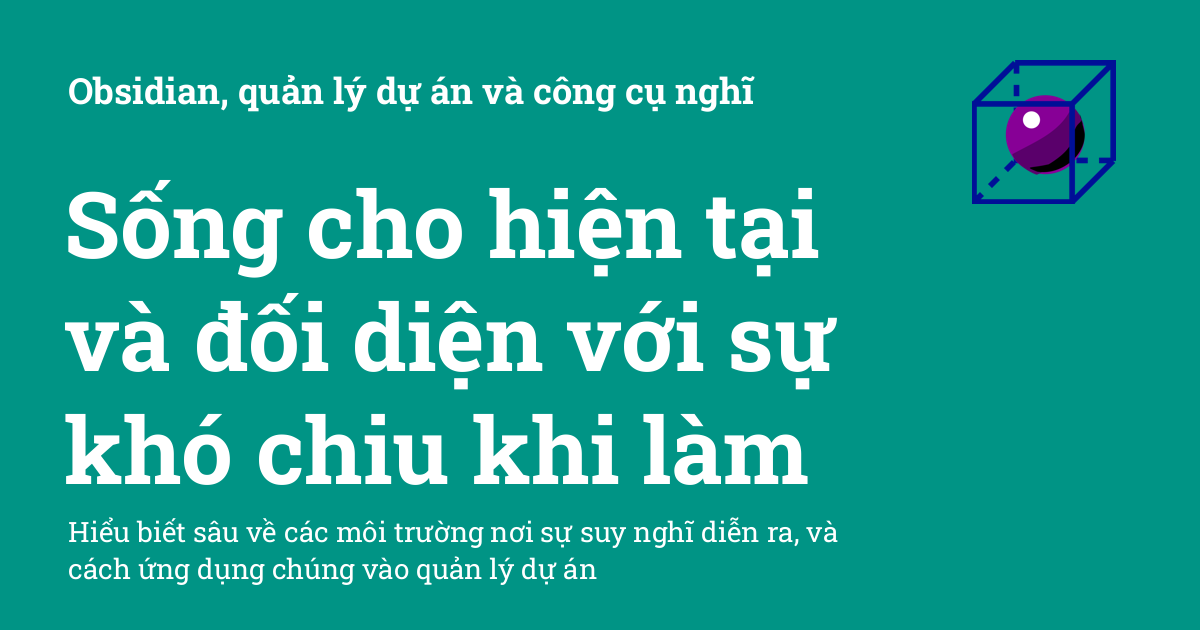 Obsidian, quản lý dự án và công cụ nghĩ
Sống cho hiện tại
và đối diện với sự
khó chiu khi làm
Hiểu biết sâu về các môi trường nơi sự suy nghĩ diễn ra, và
cách ứng dụng chúng vào quản lý dự án